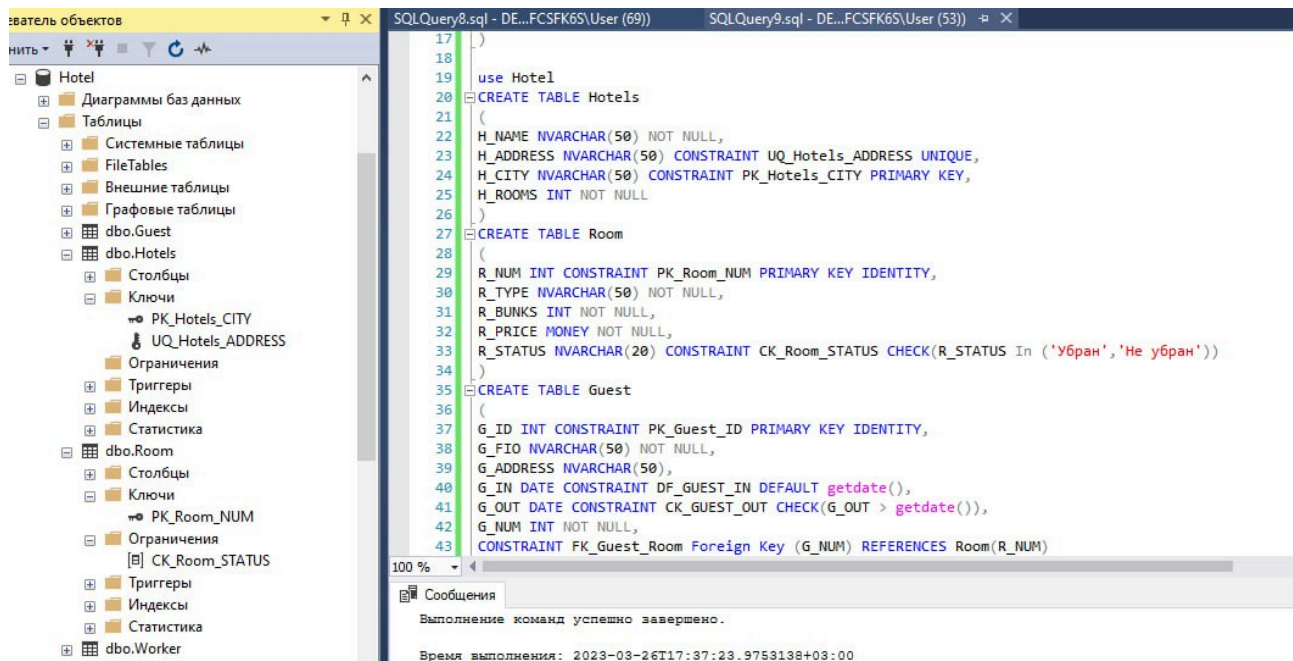 еватель объектов
нить
Hotel
Диаграммы баз данных
Таблицы
Системные таблицы
FileTables
Внешние таблицы
Графовые таблицы
dbo.Guest
dbo.Hotels
Столбцы
Ключи
PK_Hotels_CITY
UQ_Hotels_ADDRESS
Ограничения
Триггеры
Индексы
Статистика
dbo.Room
Столбцы
Ключи
PK_Room_NUM
Ограничения
CK_Room_STATUS
Триггеры
Индексы
Статистика
dbo.Worker
SQLQuery8.sql - DE...FCSFK6S\User (69)) SQLQuery9.sql - DE...FCSFK6S\User (53))
17 )
18
19 use Hotel
20 CREATE TABLE Hotels
21 (
22 H_NAME NVARCHAR(50) NOT NULL,
23 H_ADDRESS NVARCHAR(50) CONSTRAINT UQ_Hotels_ADDRESS UNIQUE,
24 H_CITY NVARCHAR(50) CONSTRAINT PK_Hotels_CITY PRIMARY KEY,
25 H_ROOMS INT NOT NULL
26 )
27 CREATE TABLE Room
28 (
29 R_NUM INT CONSTRAINT PK_Room_NUM PRIMARY KEY IDENTITY,
30 R_TYPE NVARCHAR(50) NOT NULL,
31 R_BUNKS INT NOT NULL,
32 R_PRICE MONEY NOT NULL,
33 R_STATUS NVARCHAR(20) CONSTRAINT CK_Room_STATUS CHECK(R_STATUS In ('Убран','Не убран'))
34 )
35 CREATE TABLE Guest
36 (
37 G_ID INT CONSTRAINT PK_Guest_ID PRIMARY KEY IDENTITY,
38 G_FIO NVARCHAR(50) NOT NULL,
39 G_ADDRESS NVARCHAR(50),
40 G_IN DATE CONSTRAINT DF_GUEST_IN DEFAULT getdate(),
41 G_OUT DATE CONSTRAINT CK_GUEST_OUT CHECK(G_OUT > getdate()),
42 G_NUM INT NOT NULL,
43 CONSTRAINT FK_Guest_Room Foreign Key (G_NUM) REFERENCES Room(R_NUM)
100 %
Сообщения
Выполнение команд успешно завершено.
Время выполнения: 2023-03-26T17:37:23.9753138+03:00